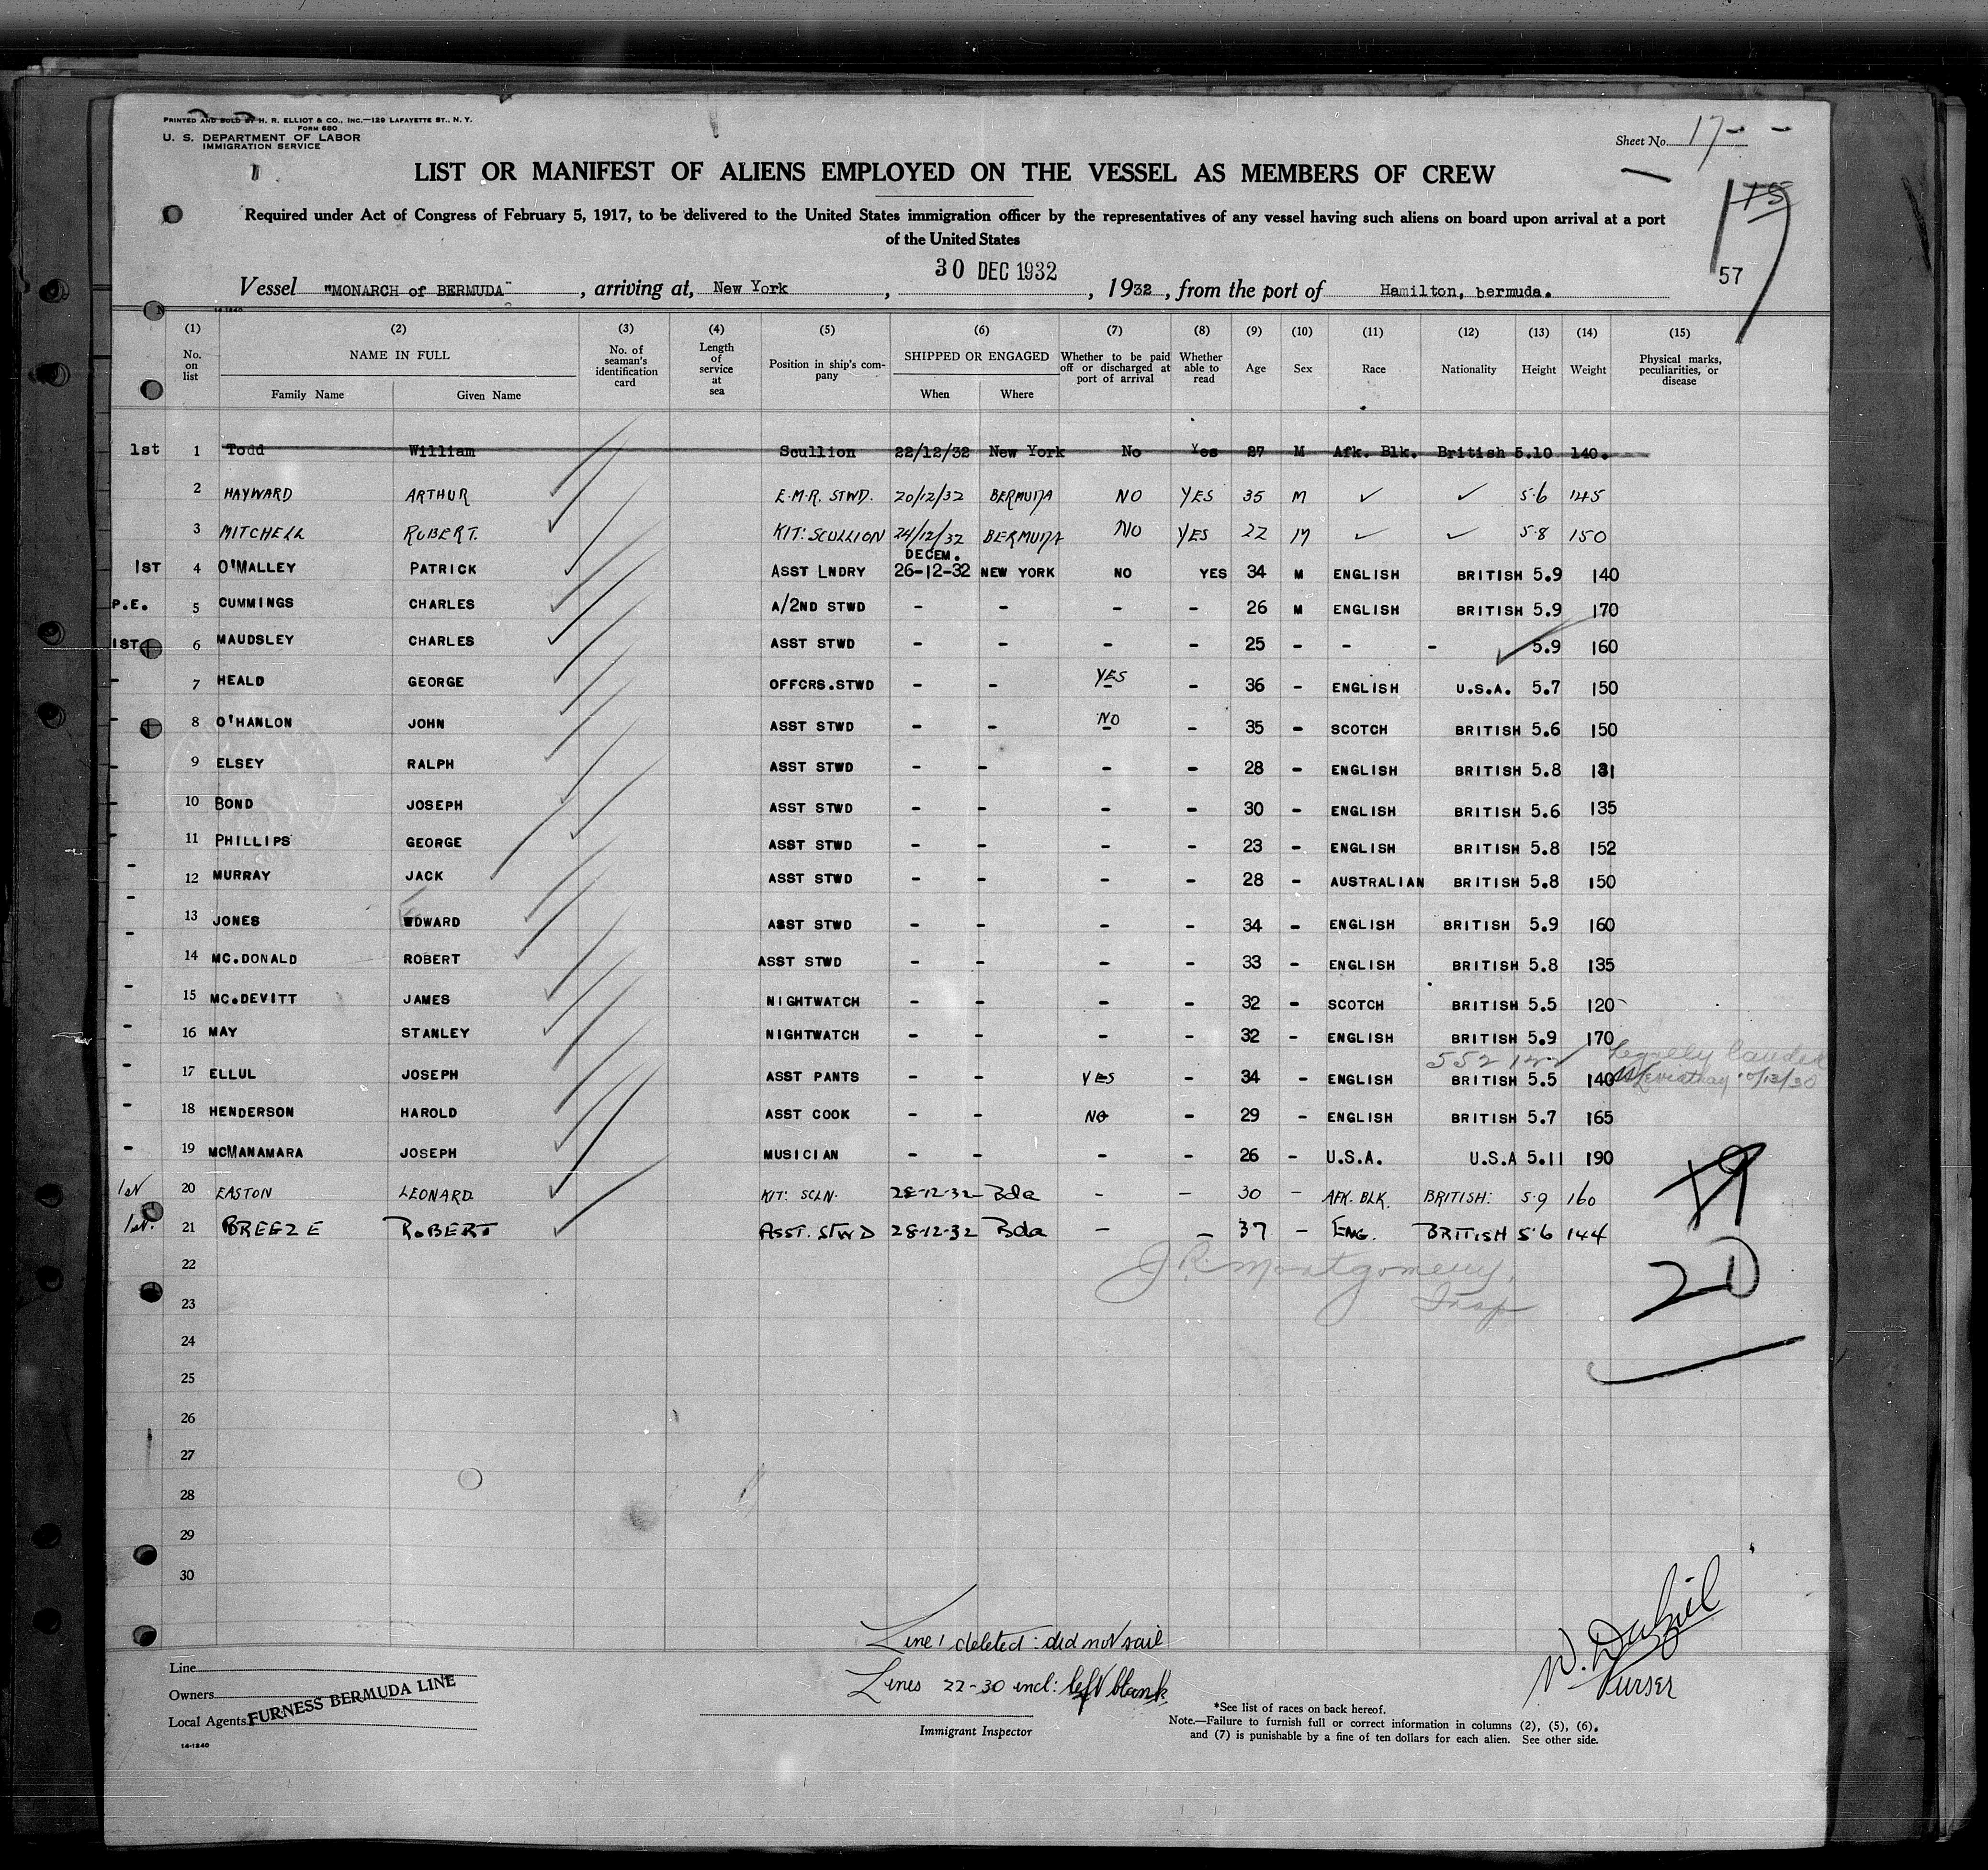 PRINTED AND SOLD BY H. R. ELLIOT & CO., INC.—129 LAFAYETTE ST., N. Y.
FORM 680
U. S. DEPARTMENT OF LABOR
IMMIGRATION SERVICE
Sheet No. 17
LIST OR MANIFEST OF ALIENS EMPLOYED ON THE VESSEL AS MEMBERS OF CREW
Required under Act of Congress of February 5, 1917, to be delivered to the United States immigration officer by the representatives of any vessel having such aliens on board upon arrival at a port
of the United States
15
17
57
30 DEC 1932
Vessel "MONARCH of BERMUDA", arriving at, New York, , 1932, from the port of Hamilton, bermuda.
14-1240
(1) (2) (3) (4) (5) (6) (7) (8) (9) (10) (11) (12) (13) (14) (15)
No. on list NAME IN FULL Family Name Given Name No. of seaman's identification card Length of service at sea Position in ship's company SHIPPED OR ENGAGED When Where Whether to be paid off or discharged at port of arrival Whether able to read Age Sex Race Nationality Height Weight Physical marks, peculiarities, or disease
1st 1 Todd William Scullion 22/12/32 New York No Yes 27 M Afk. Blk. British 5.10 140.
2 HAYWARD ARTHUR E.M.R. STWD. 20/12/32 BERMUDA NO YES 35 M ✓ ✓ 5.6 145
3 MITCHELL ROBERT. KIT: SCULLION 24/12/32 BERMUDA NO YES 22 M ✓ ✓ 5.8 150
DECEM.
1ST 4 O'MALLEY PATRICK ASST LNDRY 26-12-32 NEW YORK NO YES 34 M ENGLISH BRITISH 5.9 140
P.E. 5 CUMMINGS CHARLES A/2ND STWD - - - - 26 M ENGLISH BRITISH 5.9 170
1ST 6 MAUDSLEY CHARLES ASST STWD - - - - 25 - - - 5.9 160
- 7 HEALD GEORGE OFFCRS.STWD - - YES - 36 - ENGLISH U.S.A. 5.7 150
- 8 O'HANLON JOHN ASST STWD - - NO - 35 - SCOTCH BRITISH 5.6 150
- 9 ELSEY RALPH ASST STWD - - - - 28 - ENGLISH BRITISH 5.8 131
- 10 BOND JOSEPH ASST STWD - - - - 30 - ENGLISH BRITISH 5.6 135
- 11 PHILLIPS GEORGE ASST STWD - - - - 23 - ENGLISH BRITISH 5.8 152
- 12 MURRAY JACK ASST STWD - - - - 28 - AUSTRALIAN BRITISH 5.8 150
- 13 JONES EDWARD ASST STWD - - - - 34 - ENGLISH BRITISH 5.9 160
- 14 MC.DONALD ROBERT ASST STWD - - - - 33 - ENGLISH BRITISH 5.8 135
- 15 MC.DEVITT JAMES NIGHTWATCH - - - - 32 - SCOTCH BRITISH 5.5 120
- 16 MAY STANLEY NIGHTWATCH - - - - 32 - ENGLISH BRITISH 5.9 170
Legally landed
- 17 ELLUL JOSEPH ASST PANTS - - YES - 34 - ENGLISH BRITISH 5.5 140 Leviathan
- 18 HENDERSON HAROLD ASST COOK - - NO - 29 - ENGLISH BRITISH 5.7 165
- 19 MCMANAMARA JOSEPH MUSICIAN - - - - 26 - U.S.A. U.S.A 5.11 190
1st 20 EASTON LEONARD. KIT: SCLN. 28-12-32 Bda - - 30 - AFK. BLK. BRITISH: 5.9 160
1st. 21 BREEZE ROBERT ASST. STWD 28-12-32 Bda - - 37 - ENG. BRITISH 5.6 144
19
20
22
J.R. Montgomery.
Insp
23
24
25
26
27
28
29
30
Line 1 deleted: did not sail
Lines 22-30 incl: left blank
W. Dalziel
Purser
Line
Owners
Local Agents FURNESS BERMUDA LINE
14-1240
Immigrant Inspector
*See list of races on back hereof.
Note.—Failure to furnish full or correct information in columns (2), (5), (6), and (7) is punishable by a fine of ten dollars for each alien. See other side.